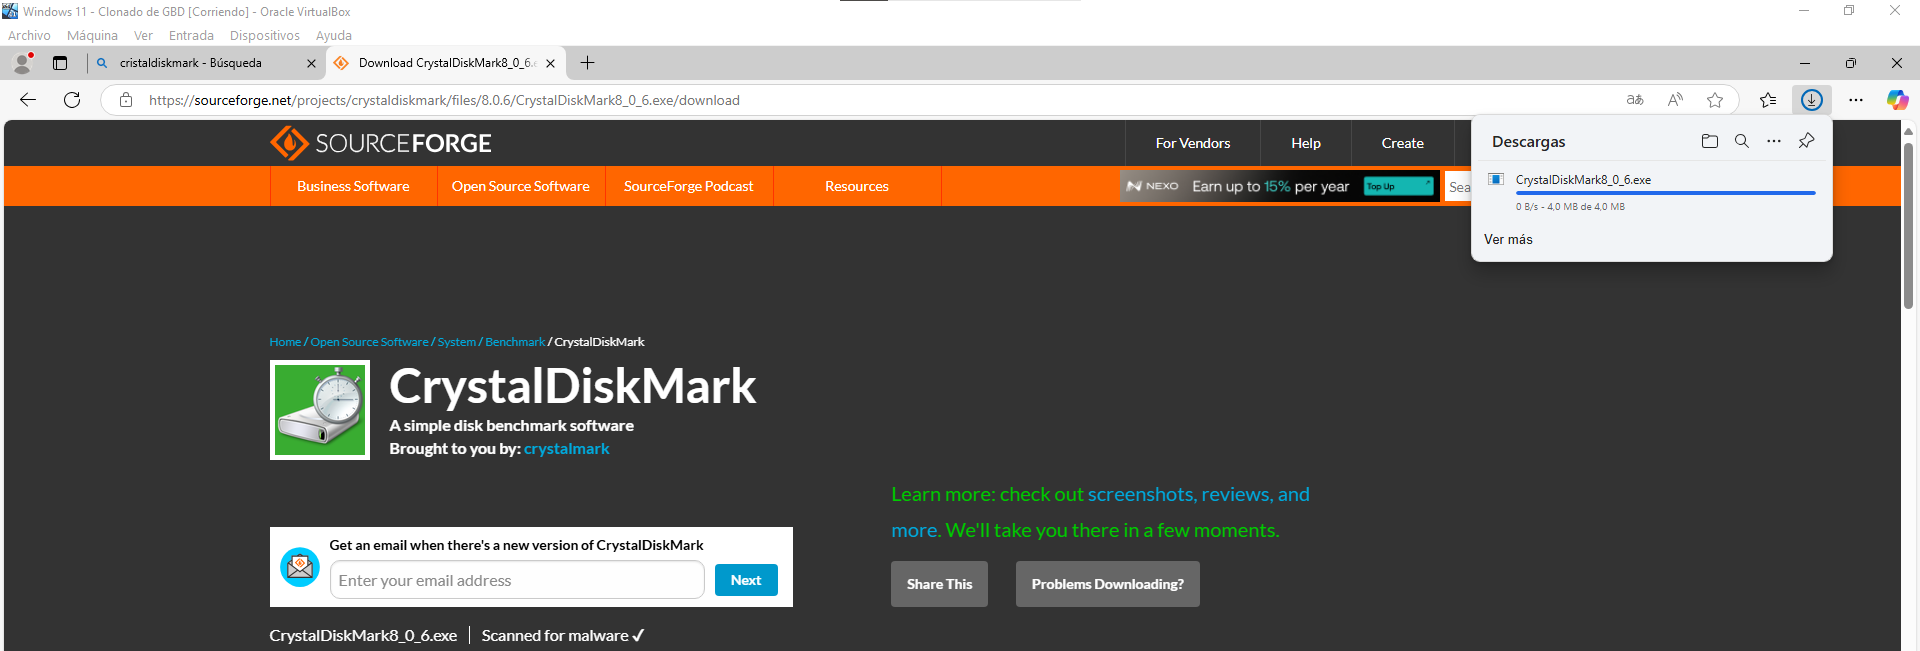 Windows 11 - Clonado de GBD [Corriendo] - Oracle VirtualBox
Archivo Máquina Ver Entrada Dispositivos Ayuda
cristaldiskmark - Búsqueda
Download CrystalDiskMark8_0_6.e
https://sourceforge.net/projects/crystaldiskmark/files/8.0.6/CrystalDiskMark8_0_6.exe/download
SOURCEFORGE
For Vendors Help Create
Business Software Open Source Software SourceForge Podcast Resources
NEXO Earn up to 15% per year Top Up
Sea
Descargas
CrystalDiskMark8_0_6.exe
0 B/s - 4,0 MB de 4,0 MB
Ver más
Home / Open Source Software / System / Benchmark / CrystalDiskMark
CrystalDiskMark
A simple disk benchmark software
Brought to you by: crystalmark
Learn more: check out screenshots, reviews, and
more. We'll take you there in a few moments.
Share This Problems Downloading?
Get an email when there's a new version of CrystalDiskMark
Enter your email address
Next
CrystalDiskMark8_0_6.exe | Scanned for malware ✓